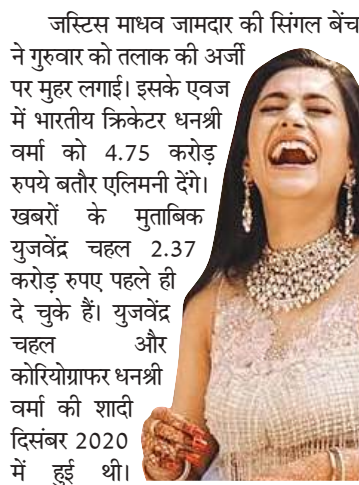 जस्टिस माधव जामदार की सिंगल बेंच
ने गुरुवार को तलाक की अर्जी
पर मुहर लगाई। इसके एवज
में भारतीय क्रिकेटर धनश्री
वर्मा को 4.75 करोड़
रुपये बतौर एलिमनी देंगे।
खबरों के मुताबिक
युजवेंद्र चहल 2.37
करोड़ रुपए पहले ही
दे चुके हैं। युजवेंद्र
चहल और
कोरियोग्राफर धनश्री
वर्मा की शादी
दिसंबर 2020
में हुई थी।